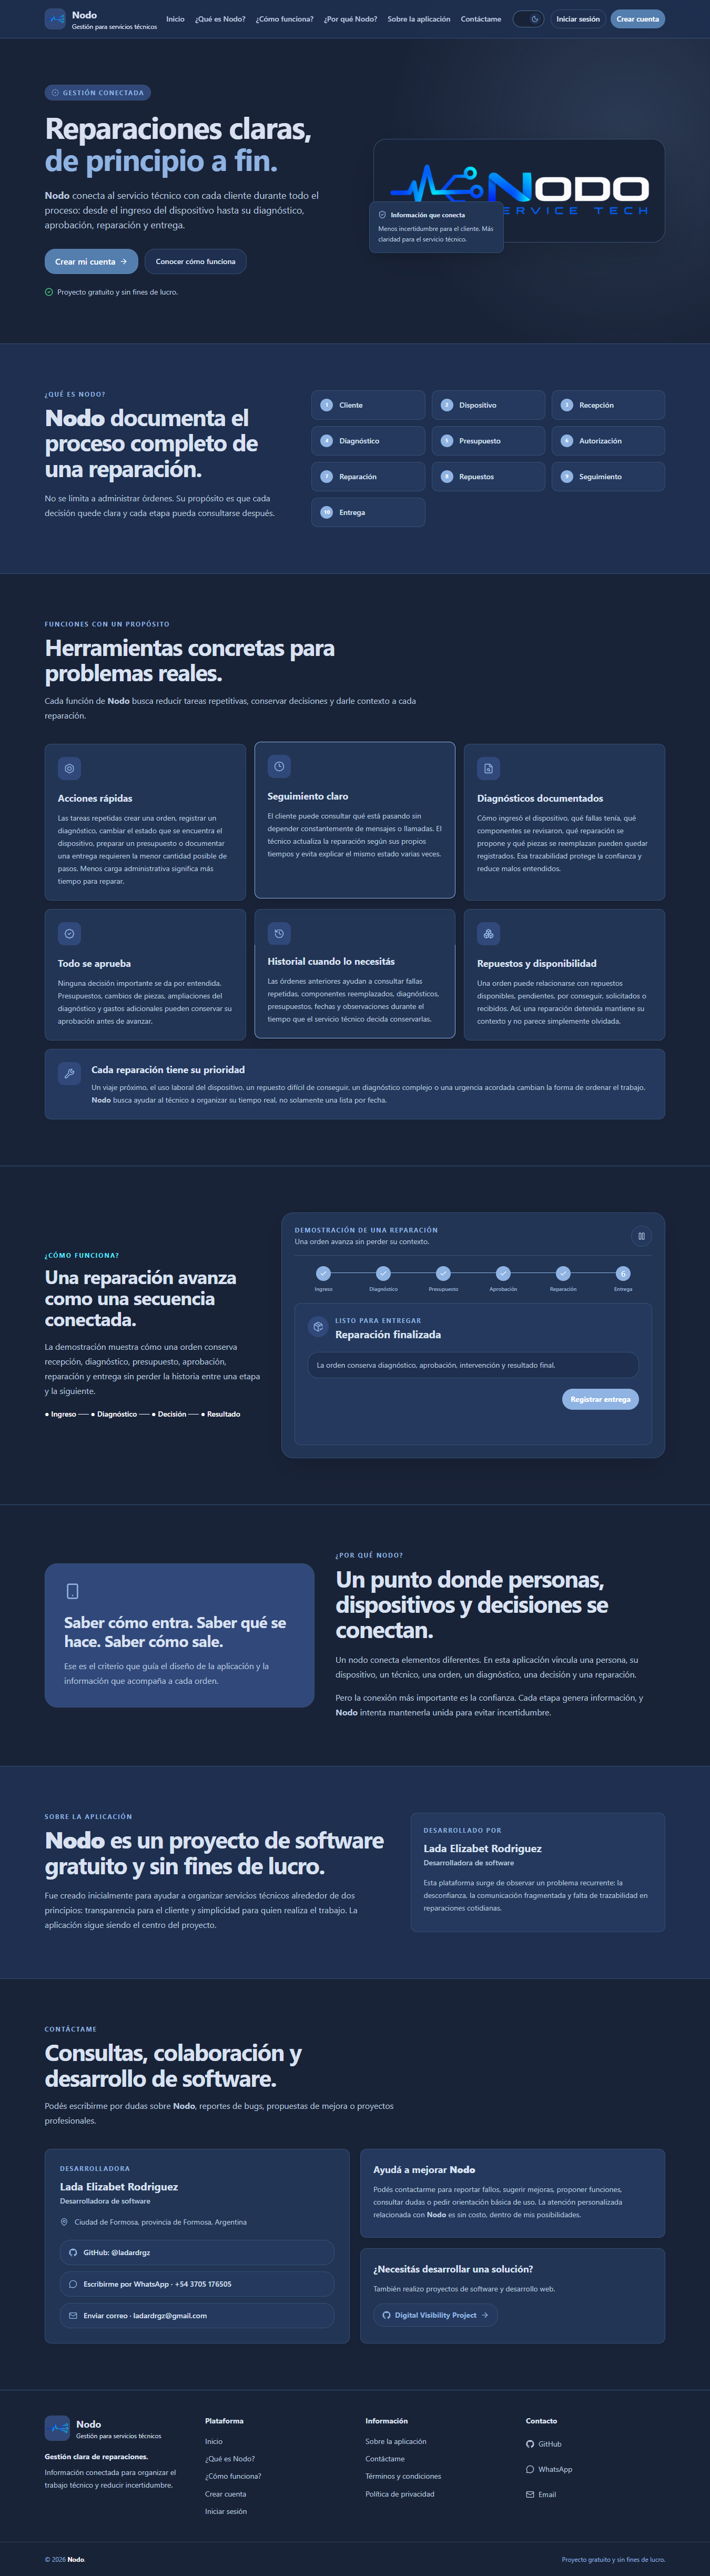 Nodo
Gestión para servicios técnicos
Inicio
¿Qué es Nodo?
¿Cómo funciona?
¿Por qué Nodo?
Sobre la aplicación
Contáctame
Iniciar sesión
Crear cuenta
GESTIÓN CONECTADA
Reparaciones claras,
de principio a fin.
Nodo conecta al servicio técnico con cada cliente durante todo el
proceso: desde el ingreso del dispositivo hasta su diagnóstico,
aprobación, reparación y entrega.
Crear mi cuenta
Conocer cómo funciona
Proyecto gratuito y sin fines de lucro.
NODO
SERVICE TECH
Información que conecta
Menos incertidumbre para el cliente. Más
claridad para el servicio técnico.
¿QUÉ ES NODO?
Nodo documenta el
proceso completo de
una reparación.
No se limita a administrar órdenes. Su propósito es que cada
decisión quede clara y cada etapa pueda consultarse después.
1 Cliente
2 Dispositivo
3 Recepción
4 Diagnóstico
5 Presupuesto
6 Autorización
7 Reparación
8 Repuestos
9 Seguimiento
10 Entrega
FUNCIONES CON UN PROPÓSITO
Herramientas concretas para
problemas reales.
Cada función de Nodo busca reducir tareas repetitivas, conservar decisiones y darle contexto a cada
reparación.
Acciones rápidas
Las tareas repetidas crear una orden, registrar un
diagnóstico, cambiar el estado que se encuentra el
dispositivo, preparar un presupuesto o documentar
una entrega requieren la menor cantidad posible de
pasos. Menos carga administrativa significa más
tiempo para reparar.
Seguimiento claro
El cliente puede consultar qué está pasando sin
depender constantemente de mensajes o llamadas. El
técnico actualiza la reparación según sus propios
tiempos y evita explicar el mismo estado varias veces.
Diagnósticos documentados
Cómo ingresó el dispositivo, qué fallas tenía, qué
componentes se revisaron, qué reparación se
propone y qué piezas se reemplazan pueden quedar
registrados. Esa trazabilidad protege la confianza y
reduce malos entendidos.
Todo se aprueba
Ninguna decisión importante se da por entendida.
Presupuestos, cambios de piezas, ampliaciones del
diagnóstico y gastos adicionales pueden conservar su
aprobación antes de avanzar.
Historial cuando lo necesitás
Las órdenes anteriores ayudan a consultar fallas
repetidas, componentes reemplazados, diagnósticos,
presupuestos, fechas y observaciones durante el
tiempo que el servicio técnico decida conservarlas.
Repuestos y disponibilidad
Una orden puede relacionarse con repuestos
disponibles, pendientes, por conseguir, solicitados o
recibidos. Así, una reparación detenida mantiene su
contexto y no parece simplemente olvidada.
Cada reparación tiene su prioridad
Un viaje próximo, el uso laboral del dispositivo, un repuesto difícil de conseguir, un diagnóstico complejo o una urgencia acordada cambian la forma de ordenar el trabajo.
Nodo busca ayudar al técnico a organizar su tiempo real, no solamente una lista por fecha.
¿CÓMO FUNCIONA?
Una reparación avanza
como una secuencia
conectada.
La demostración muestra cómo una orden conserva
recepción, diagnóstico, presupuesto, aprobación,
reparación y entrega sin perder la historia entre una etapa
y la siguiente.
● Ingreso — ● Diagnóstico — ● Decisión — ● Resultado
DEMOSTRACIÓN DE UNA REPARACIÓN
Una orden avanza sin perder su contexto.
6
Ingreso
Diagnóstico
Presupuesto
Aprobación
Reparación
Entrega
LISTO PARA ENTREGAR
Reparación finalizada
La orden conserva diagnóstico, aprobación, intervención y resultado final.
Registrar entrega
Saber cómo entra. Saber qué se
hace. Saber cómo sale.
Ese es el criterio que guía el diseño de la aplicación y la
información que acompaña a cada orden.
¿POR QUÉ NODO?
Un punto donde personas,
dispositivos y decisiones se
conectan.
Un nodo conecta elementos diferentes. En esta aplicación vincula una persona, su
dispositivo, un técnico, una orden, un diagnóstico, una decisión y una reparación.
Pero la conexión más importante es la confianza. Cada etapa genera información, y
Nodo intenta mantenerla unida para evitar incertidumbre.
SOBRE LA APLICACIÓN
Nodo es un proyecto de software
gratuito y sin fines de lucro.
Fue creado inicialmente para ayudar a organizar servicios técnicos alrededor de dos
principios: transparencia para el cliente y simplicidad para quien realiza el trabajo. La
aplicación sigue siendo el centro del proyecto.
DESARROLLADO POR
Lada Elizabet Rodriguez
Desarrolladora de software
Esta plataforma surge de observar un problema recurrente: la
desconfianza, la comunicación fragmentada y falta de trazabilidad en
reparaciones cotidianas.
CONTÁCTAME
Consultas, colaboración y
desarrollo de software.
Podés escribirme por dudas sobre Nodo, reportes de bugs, propuestas de mejora o proyectos
profesionales.
DESARROLLADORA
Lada Elizabet Rodriguez
Desarrolladora de software
Ciudad de Formosa, provincia de Formosa, Argentina
GitHub: @ladardrgz
Escribirme por WhatsApp · +54 3705 176505
Enviar correo · ladardrgz@gmail.com
Ayudá a mejorar Nodo
Podés contactarme para reportar fallos, sugerir mejoras, proponer funciones,
consultar dudas o pedir orientación básica de uso. La atención personalizada
relacionada con Nodo es sin costo, dentro de mis posibilidades.
¿Necesitás desarrollar una solución?
También realizo proyectos de software y desarrollo web.
Digital Visibility Project
Nodo
Gestión para servicios técnicos
Gestión clara de reparaciones.
Información conectada para organizar el
trabajo técnico y reducir incertidumbre.
Plataforma
Inicio
¿Qué es Nodo?
¿Cómo funciona?
Crear cuenta
Iniciar sesión
Información
Sobre la aplicación
Contáctame
Términos y condiciones
Política de privacidad
Contacto
GitHub
WhatsApp
Email
© 2026 Nodo.
Proyecto gratuito y sin fines de lucro.